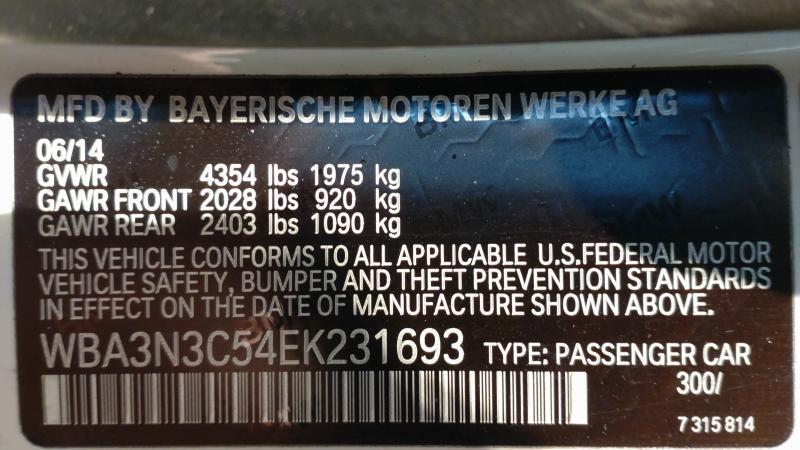 MFD BY BAYERISCHE MOTOREN WERKE AG
06/14
GVWR 4354 lbs 1975 kg
GAWR FRONT 2028 lbs 920 kg
GAWR REAR 2403 lbs 1090 kg
THIS VEHICLE CONFORMS TO ALL APPLICABLE U.S.FEDERAL MOTOR
VEHICLE SAFETY, BUMPER AND THEFT PREVENTION STANDARDS
IN EFFECT ON THE DATE OF MANUFACTURE SHOWN ABOVE.
WBA3N3C54EK231693 TYPE: PASSENGER CAR
300/
7 315 814